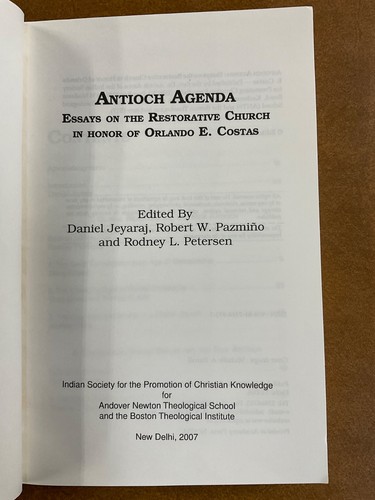 ANTIOCH AGENDA
ESSAYS ON THE RESTORATIVE CHURCH
IN HONOR OF ORLANDO E. COSTAS
Edited By
Daniel Jeyaraj, Robert W. Pazmiño
and Rodney L. Petersen
Indian Society for the Promotion of Christian Knowledge
for
Andover Newton Theological School
and the Boston Theological Institute
New Delhi, 2007